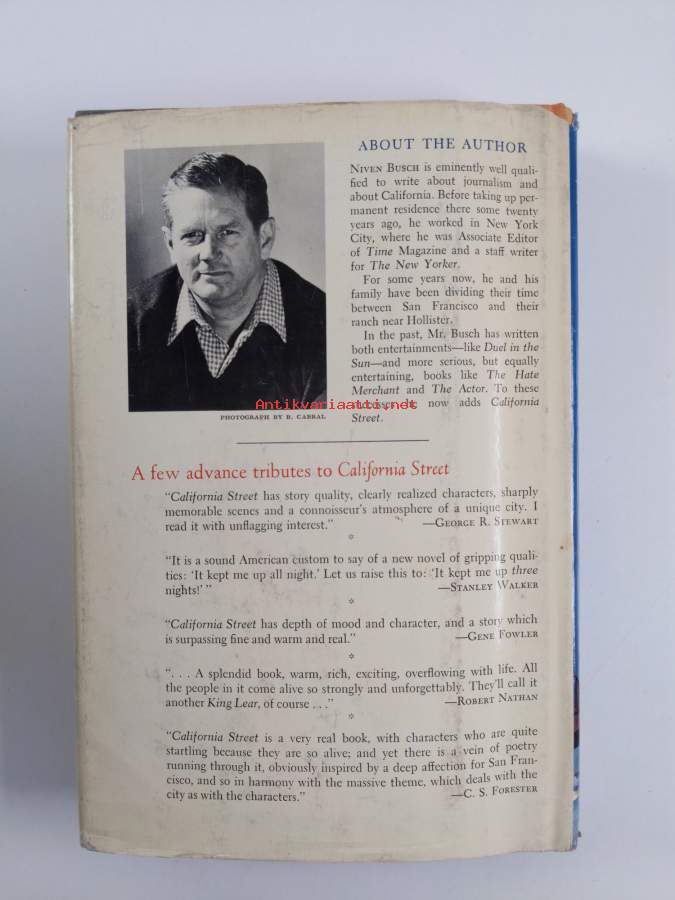 ABOUT THE AUTHOR
NIVEN BUSCH is eminently well quali-
fied to write about journalism and
about California. Before taking up per-
manent residence there some twenty
years ago, he worked in New York
City, where he was Associate Editor
of Time Magazine and a staff writer
for The New Yorker.
For some years now, he and his
family have been dividing their time
between San Francisco and their
ranch near Hollister.
In the past, Mr. Busch has written
both entertainments—like Duel in the
Sun—and more serious, but equally
entertaining, books like The Hate
Merchant and The Actor. To these
now adds California
Street.
Antikvariaatti.net
PHOTOGRAPH BY B. CABRAL
A few advance tributes to California Street
"California Street has story quality, clearly realized characters, sharply
memorable scenes and a connoisseur's atmosphere of a unique city. I
read it with unflagging interest." —GEORGE R. STEWART
"It is a sound American custom to say of a new novel of gripping quali-
ties: 'It kept me up all night.' Let us raise this to: 'It kept me up three
nights!'" —STANLEY WALKER
"California Street has depth of mood and character, and a story which
is surpassing fine and warm and real." —GENE FOWLER
". . . A splendid book, warm, rich, exciting, overflowing with life. All
the people in it come alive so strongly and unforgettably. They'll call it
another King Lear, of course . . ." —ROBERT NATHAN
"California Street is a very real book, with characters who are quite
startling because they are so alive; and yet there is a vein of poetry
running through it, obviously inspired by a deep affection for San Fran-
cisco, and so in harmony with the massive theme, which deals with the
city as with the characters." —C. S. FORESTER